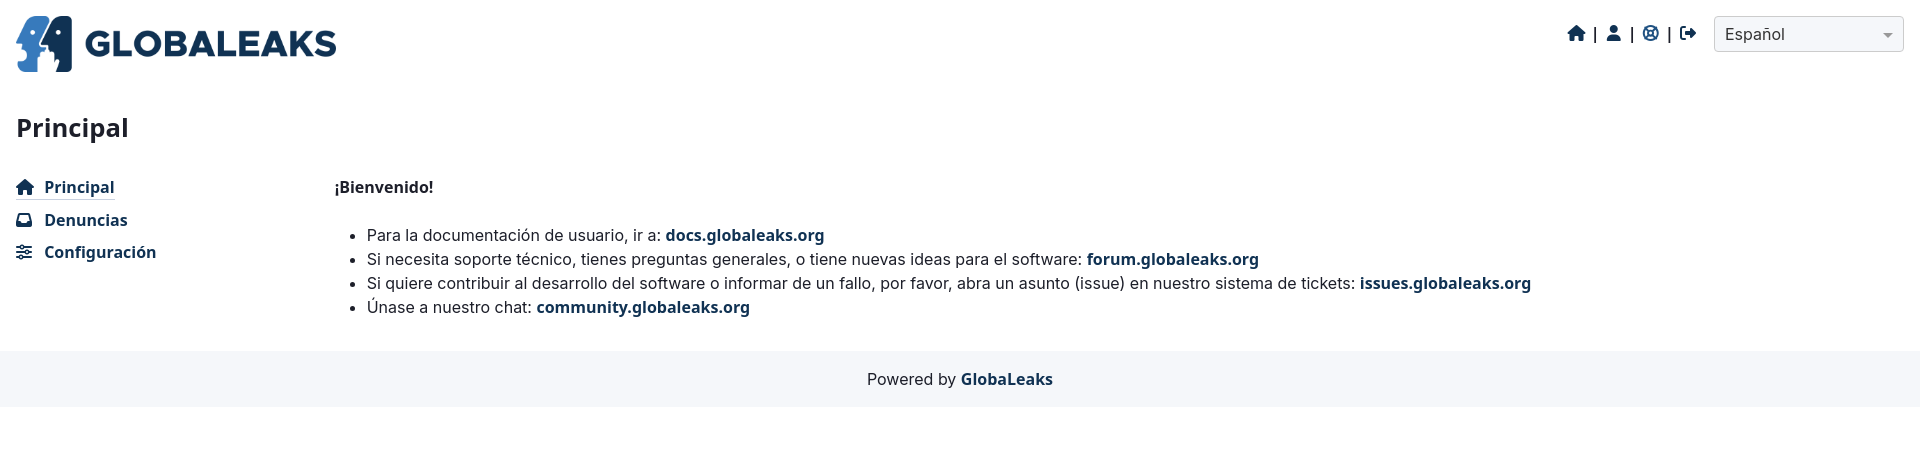 GLOBALEAKS
| | | Español
Principal
Principal
Denuncias
Configuración
¡Bienvenido!
• Para la documentación de usuario, ir a: docs.globaleaks.org
• Si necesita soporte técnico, tienes preguntas generales, o tiene nuevas ideas para el software: forum.globaleaks.org
• Si quiere contribuir al desarrollo del software o informar de un fallo, por favor, abra un asunto (issue) en nuestro sistema de tickets: issues.globaleaks.org
• Únase a nuestro chat: community.globaleaks.org
Powered by GlobaLeaks